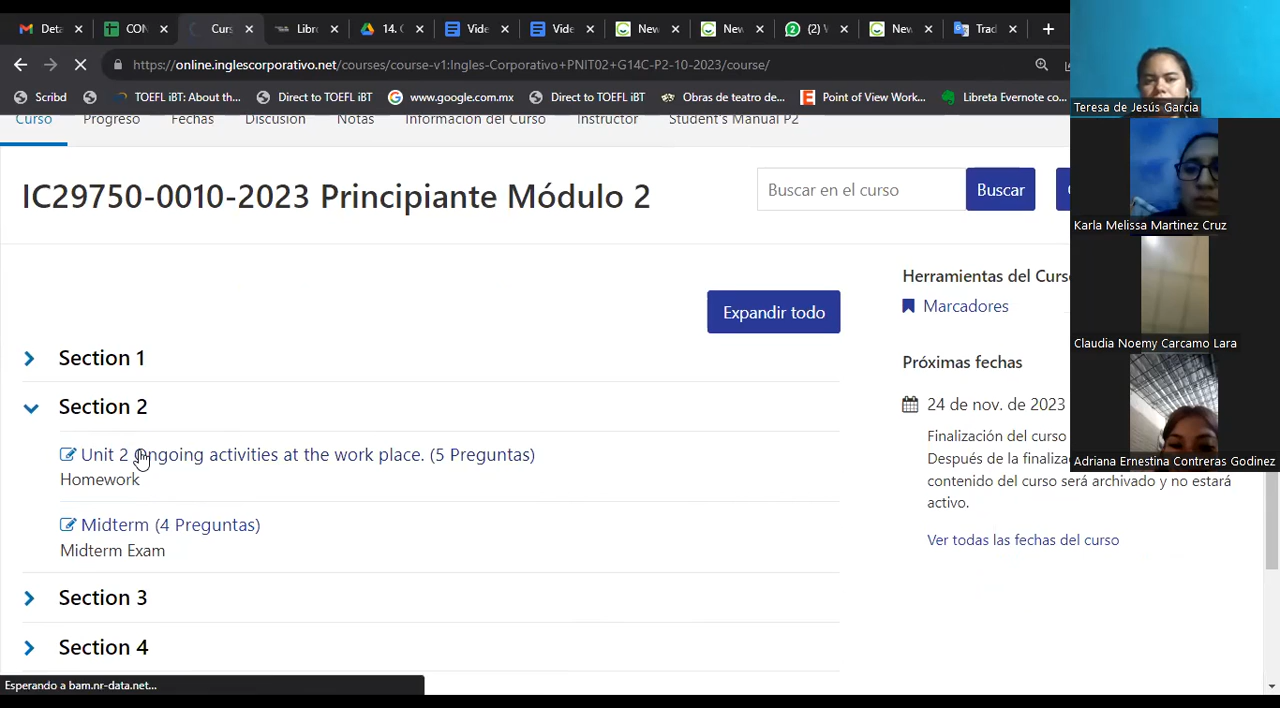 Deta
CON
Curs
Libro
14. C
Vide
Vide
New
New
(2) V
New
Trad
https://online.inglescorporativo.net/courses/course-v1:Ingles-Corporativo+PNIT02+G14C-P2-10-2023/course/
Scribd
TOEFL iBT: About th...
Direct to TOEFL iBT
www.google.com.mx
Direct to TOEFL iBT
Obras de teatro de...
Point of View Work...
Libreta Evernote co...
Curso
Progreso
Fechas
Discusión
Notas
Información del Curso
Instructor
Student's Manual P2
IC29750-0010-2023 Principiante Módulo 2
Buscar en el curso
Buscar
Expandir todo
Section 1
Section 2
Unit 2 Ongoing activities at the work place. (5 Preguntas)
Homework
Midterm (4 Preguntas)
Midterm Exam
Section 3
Section 4
Herramientas del Curs
Marcadores
Próximas fechas
24 de nov. de 2023
Finalización del curso
Después de la finaliza
contenido del curso será archivado y no estará
activo.
Ver todas las fechas del curso
Esperando a bam.nr-data.net...
Teresa de Jesús Garcia
Karla Melissa Martinez Cruz
Claudia Noemy Carcamo Lara
Adriana Ernestina Contreras Godinez